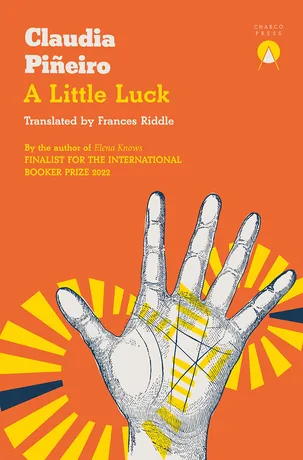 Claudia
Piñeiro
A Little Luck
Translated by Frances Riddle
By the author of Elena Knows
FINALIST FOR THE INTERNATIONAL
BOOKER PRIZE 2022
CHARCO
PRESS